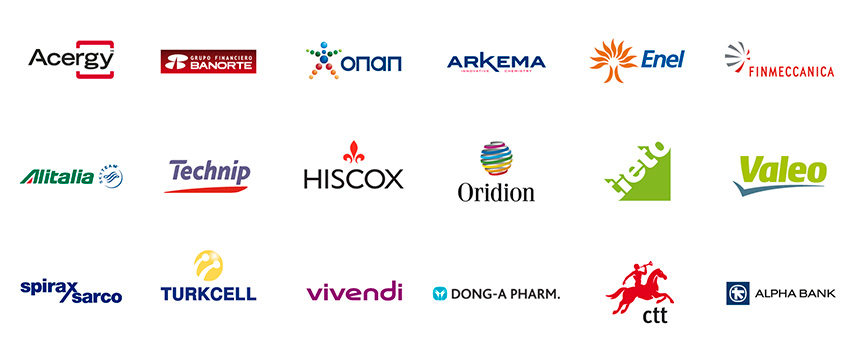 Acergy
GRUPO FINANCIERO
BANORTE
οπαπ
ARKEMA
INNOVATIVE CHEMISTRY
Enel
FINMECCANICA
Alitalia
SKYTEAM
Technip
HISCOX
Oridion
tieto
Valeo
spirax
sarco
TURKCELL
vivendi
DONG-A PHARM.
ctt
ALPHA BANK